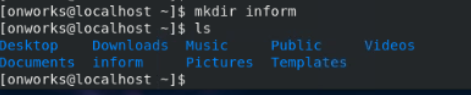 [onworks@localhost ~]$ mkdir inform
[onworks@localhost ~]$ ls
Desktop    Downloads  Music     Public     Videos
Documents  inform     Pictures  Templates
[onworks@localhost ~]$